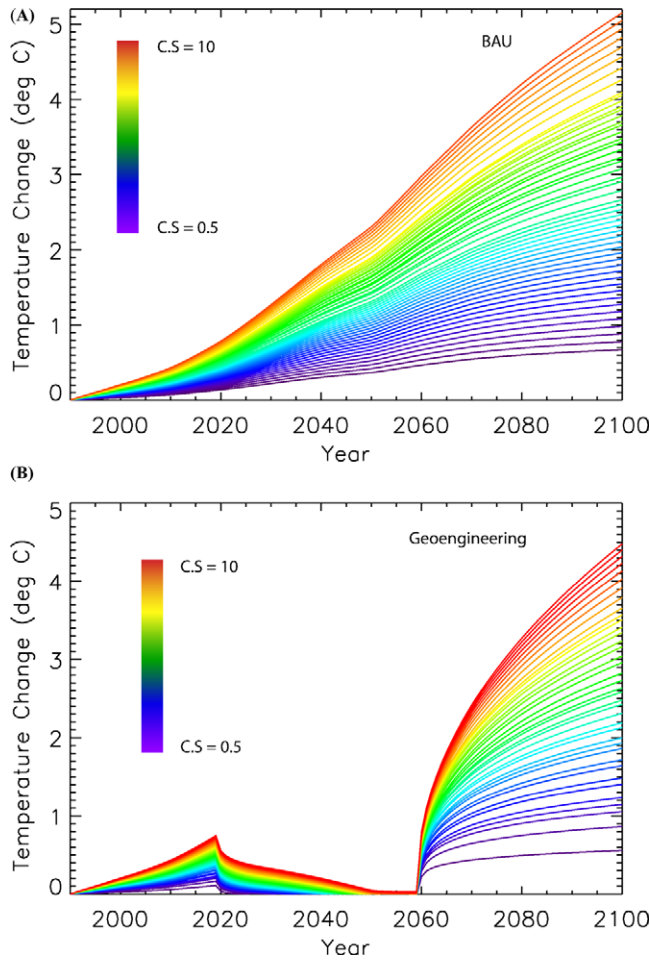 (A)
5
4
3
2
1
0
Temperature Change (deg C)
C.S = 10
C.S = 0.5
BAU
2000 2020 2040 2060 2080 2100
Year
(B)
5
4
3
2
1
0
Temperature Change (deg C)
C.S = 10
C.S = 0.5
Geoengineering
2000 2020 2040 2060 2080 2100
Year